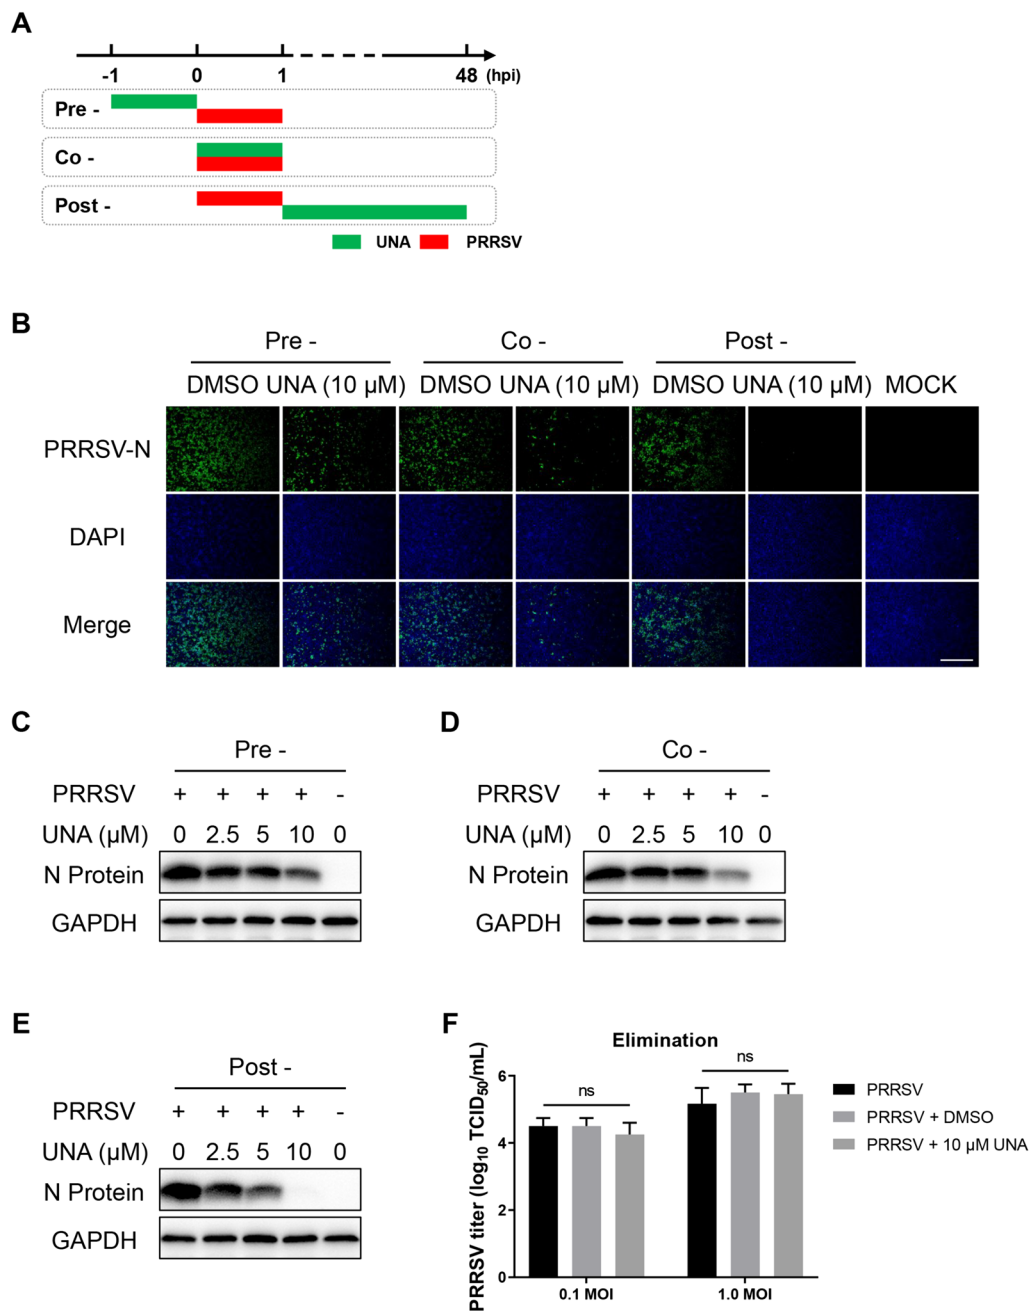 A
-1 0 1 48 (hpi)
Pre -
Co -
Post -
UNA PRRSV
B
Pre - Co - Post -
DMSO UNA (10 µM) DMSO UNA (10 µM) DMSO UNA (10 µM) MOCK
PRRSV-N
DAPI
Merge
C
Pre -
PRRSV + + + + -
UNA (µM) 0 2.5 5 10 0
N Protein
GAPDH
D
Co -
PRRSV + + + + -
UNA (µM) 0 2.5 5 10 0
N Protein
GAPDH
E
Post -
PRRSV + + + + -
UNA (µM) 0 2.5 5 10 0
N Protein
GAPDH
F
Elimination
PRRSV titer (log10 TCID50/mL)
6
4
2
0
ns
ns
0.1 MOI 1.0 MOI
PRRSV
PRRSV + DMSO
PRRSV + 10 µM UNA